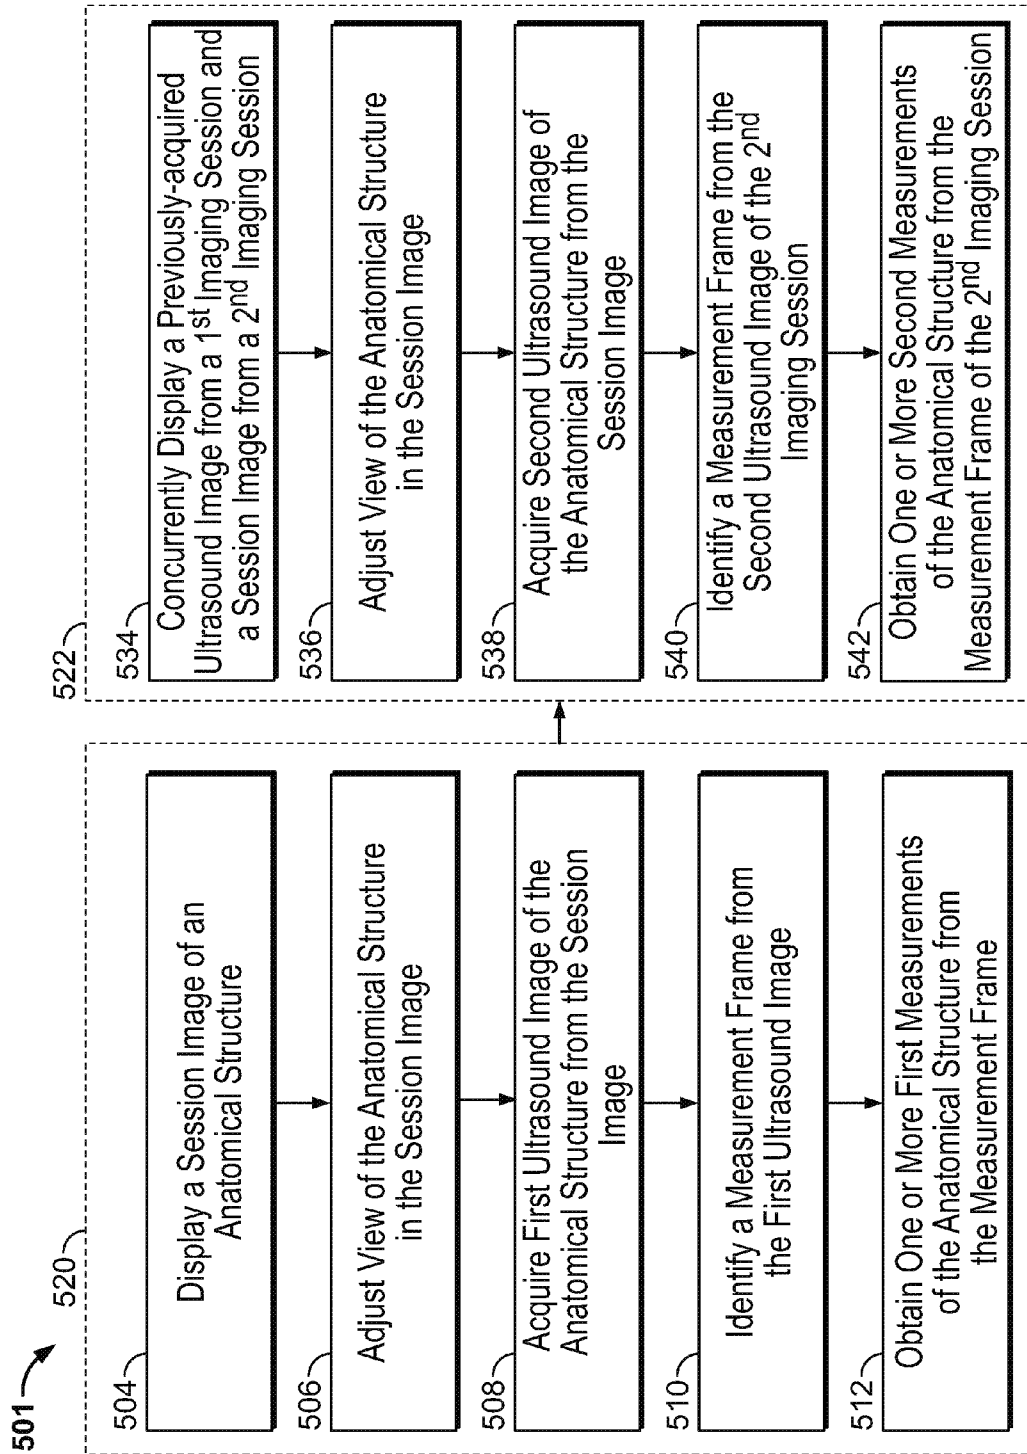 501
520
504
Display a Session Image of an
Anatomical Structure
506
Adjust View of the Anatomical Structure
in the Session Image
508
Acquire First Ultrasound Image of the
Anatomical Structure from the Session
Image
510
Identify a Measurement Frame from
the First Ultrasound Image
512
Obtain One or More First Measurements
of the Anatomical Structure from
the Measurement Frame
522
534
Concurrently Display a Previously-acquired
Ultrasound Image from a 1st Imaging Session and
a Session Image from a 2nd Imaging Session
536
Adjust View of the Anatomical Structure
in the Session Image
538
Acquire Second Ultrasound Image of
the Anatomical Structure from the
Session Image
540
Identify a Measurement Frame from the
Second Ultrasound Image of the 2nd
Imaging Session
542
Obtain One or More Second Measurements
of the Anatomical Structure from the
Measurement Frame of the 2nd Imaging Session